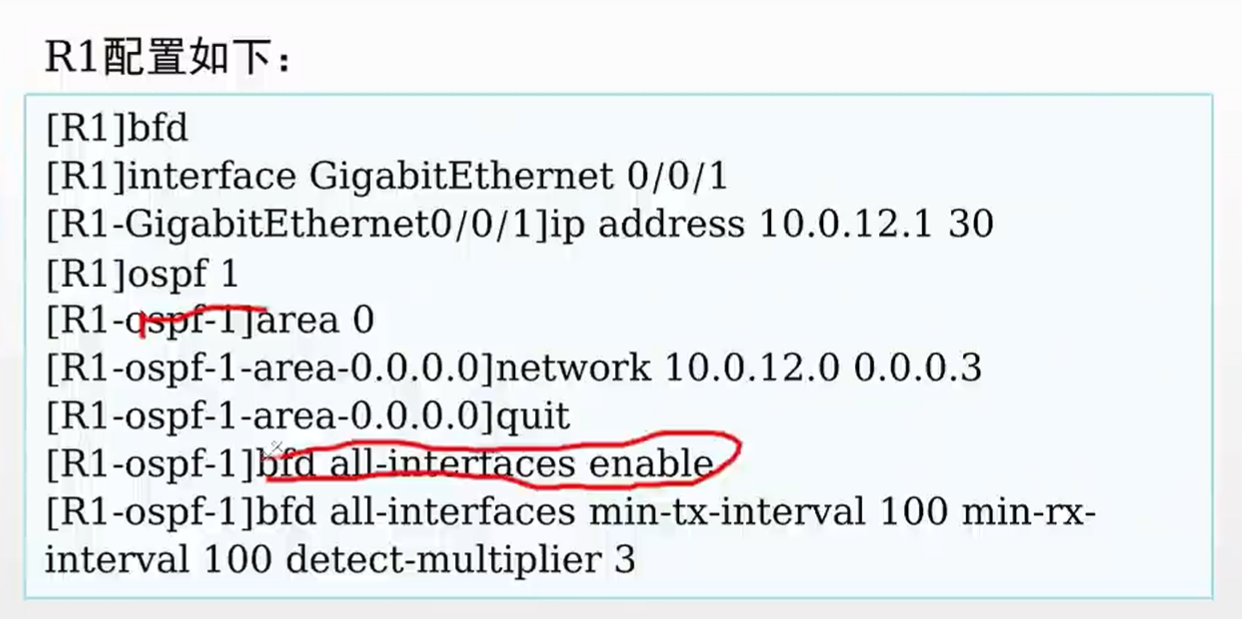 R1配置如下：
[R1]bfd
[R1]interface GigabitEthernet 0/0/1
[R1-GigabitEthernet0/0/1]ip address 10.0.12.1 30
[R1]ospf 1
[R1-ospf-1]area 0
[R1-ospf-1-area-0.0.0.0]network 10.0.12.0 0.0.0.3
[R1-ospf-1-area-0.0.0.0]quit
[R1-ospf-1]bfd all-interfaces enable
[R1-ospf-1]bfd all-interfaces min-tx-interval 100 min-rx-
interval 100 detect-multiplier 3